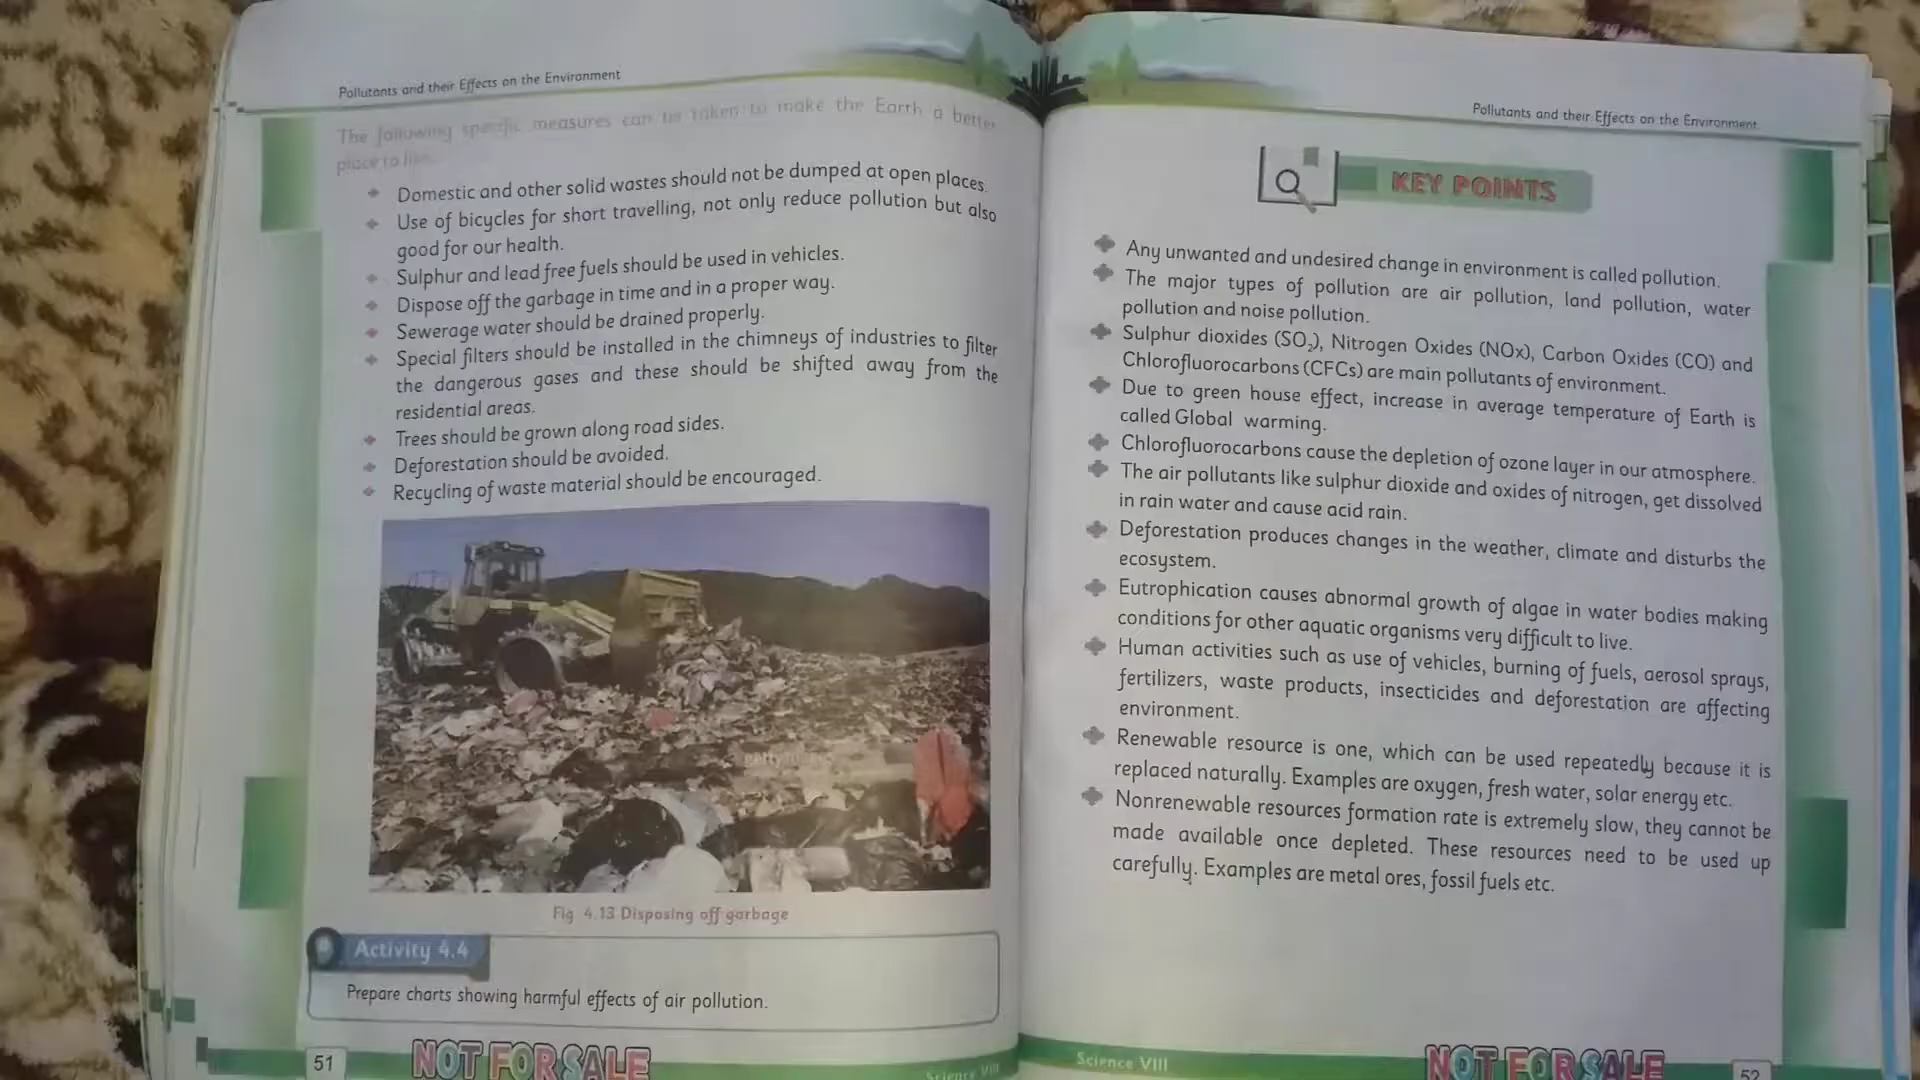 Pollutants and their Effects on the Environment
The following specific measures can be taken to make the Earth a better
place to live.
Domestic and other solid wastes should not be dumped at open places.
Use of bicycles for short travelling, not only reduce pollution but also
good for our health.
Sulphur and lead free fuels should be used in vehicles.
Dispose off the garbage in time and in a proper way.
Sewerage water should be drained properly.
Special filters should be installed in the chimneys of industries to filter
the dangerous gases and these should be shifted away from the
residential areas.
Trees should be grown along road sides.
Deforestation should be avoided.
Recycling of waste material should be encouraged.
Fig 4.13 Disposing off garbage
Activity 4.4
Prepare charts showing harmful effects of air pollution.
51
NOT FOR SALE
Science VIII
Pollutants and their Effects on the Environment
KEY POINTS
Any unwanted and undesired change in environment is called pollution.
The major types of pollution are air pollution, land pollution, water
pollution and noise pollution.
Sulphur dioxides (SO₂), Nitrogen Oxides (NOx), Carbon Oxides (CO) and
Chlorofluorocarbons (CFCs) are main pollutants of environment.
Due to green house effect, increase in average temperature of Earth is
called Global warming.
Chlorofluorocarbons cause the depletion of ozone layer in our atmosphere.
The air pollutants like sulphur dioxide and oxides of nitrogen, get dissolved
in rain water and cause acid rain.
Deforestation produces changes in the weather, climate and disturbs the
ecosystem.
Eutrophication causes abnormal growth of algae in water bodies making
conditions for other aquatic organisms very difficult to live.
Human activities such as use of vehicles, burning of fuels, aerosol sprays,
fertilizers, waste products, insecticides and deforestation are affecting
environment.
Renewable resource is one, which can be used repeatedly because it is
replaced naturally. Examples are oxygen, fresh water, solar energy etc.
Nonrenewable resources formation rate is extremely slow, they cannot be
made available once depleted. These resources need to be used up
carefully. Examples are metal ores, fossil fuels etc.
Science VIII
NOT FOR SALE
52